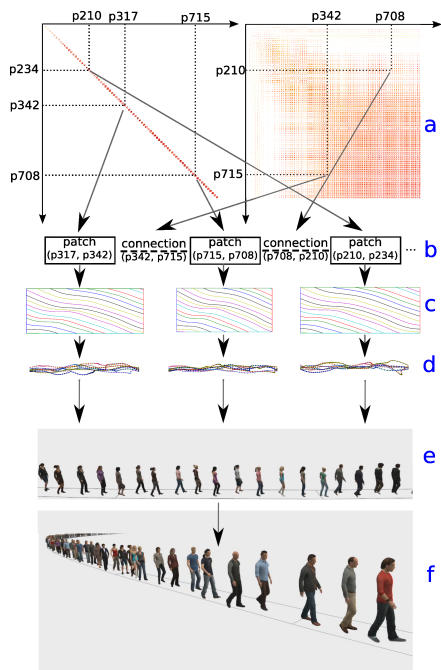 p210 p317 p715
p342 p708
p234
p342
p708
p210
p715
a
patch connection patch connection patch
(p317, p342) (p342, p715) (p715, p708) (p708, p210) (p210, p234) ...
b
c
d
e
f